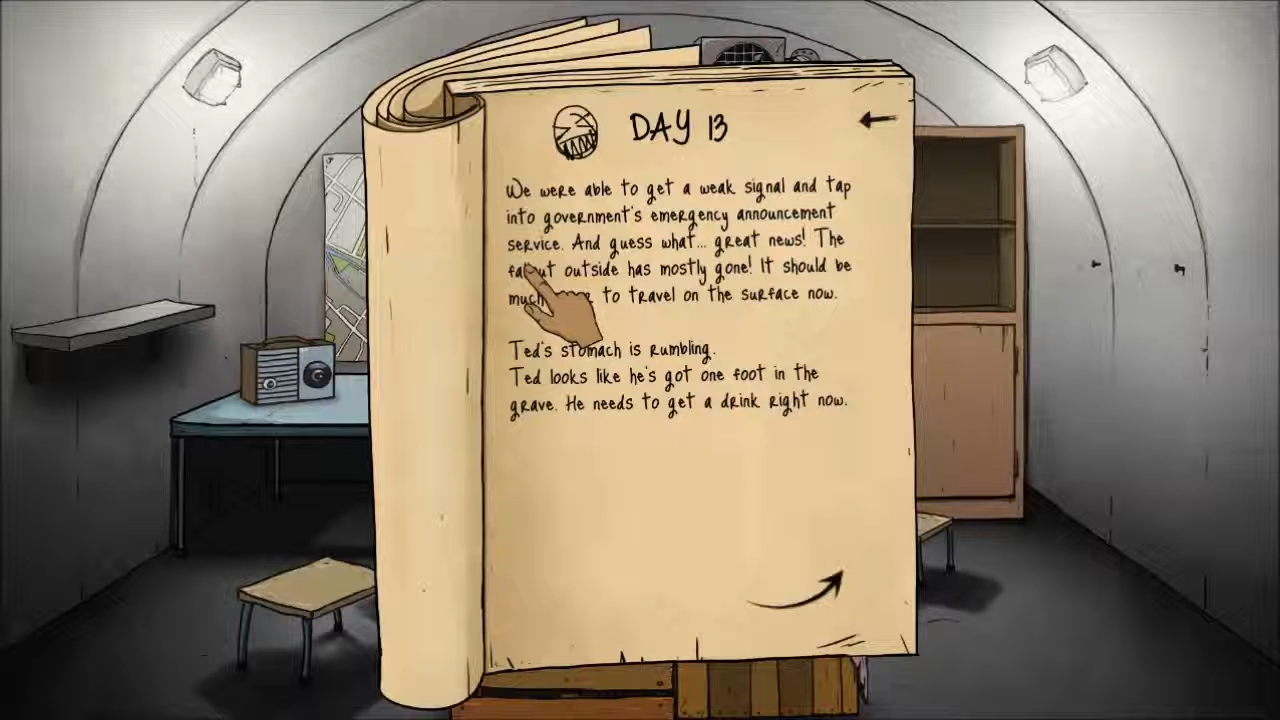 DAY 13
We were able to get a weak signal and tap
into government's emergency announcement
service. And guess what... great news! The
outside has mostly gone! It should be
much to travel on the surface now.
Ted's stomach is rumbling.
Ted looks like he's got one foot in the
grave. He needs to get a drink right now.